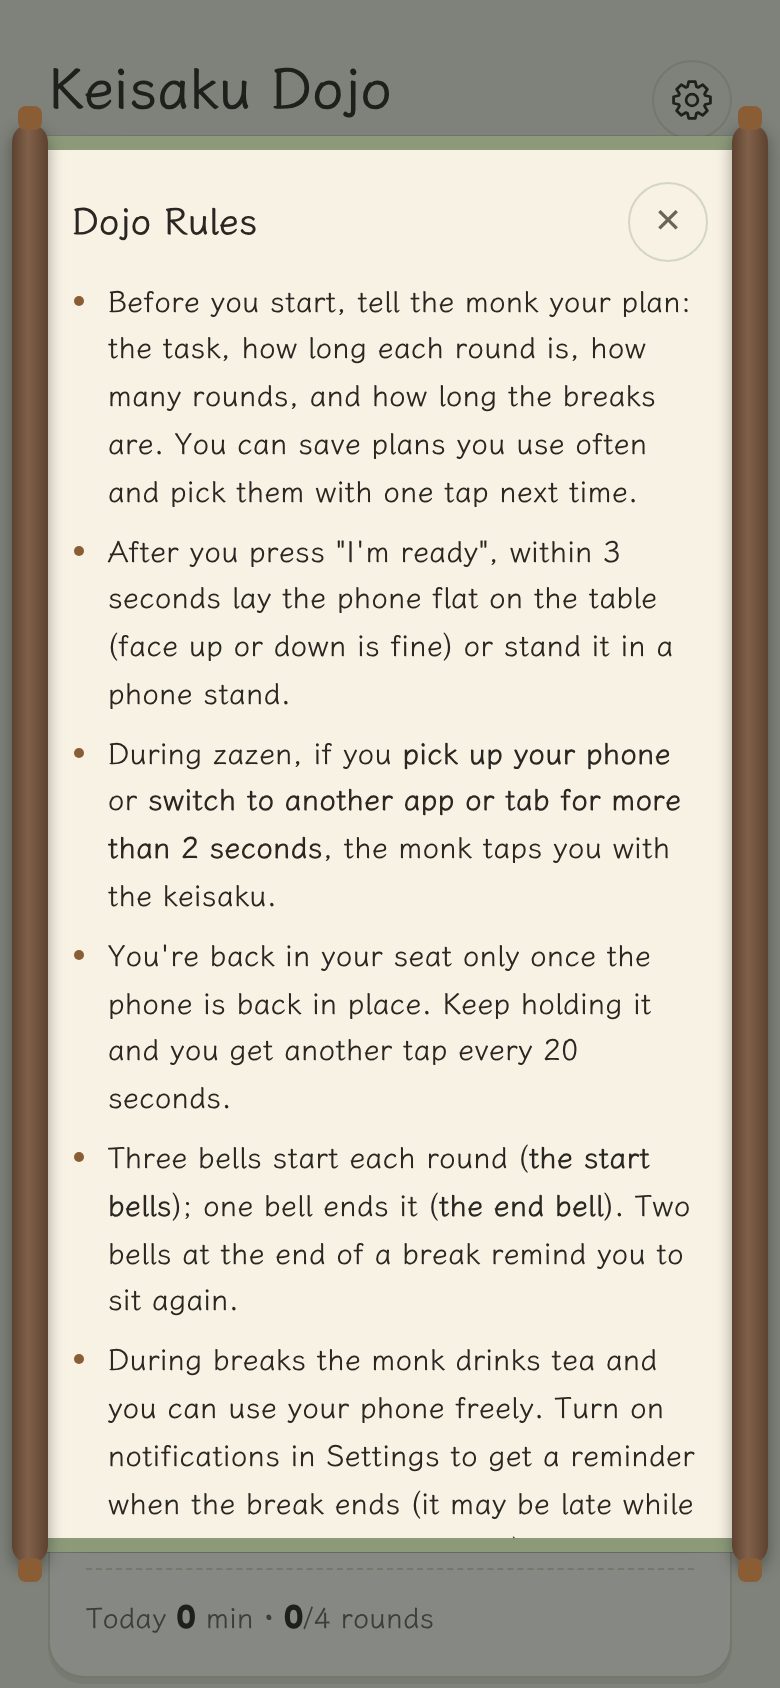 Keisaku Dojo
Dojo Rules
Before you start, tell the monk your plan:
the task, how long each round is, how
many rounds, and how long the breaks
are. You can save plans you use often
and pick them with one tap next time.
After you press "I'm ready", within 3
seconds lay the phone flat on the table
(face up or down is fine) or stand it in a
phone stand.
During zazen, if you pick up your phone
or switch to another app or tab for more
than 2 seconds, the monk taps you with
the keisaku.
You're back in your seat only once the
phone is back in place. Keep holding it
and you get another tap every 20
seconds.
Three bells start each round (the start
bells); one bell ends it (the end bell). Two
bells at the end of a break remind you to
sit again.
During breaks the monk drinks tea and
you can use your phone freely. Turn on
notifications in Settings to get a reminder
when the break ends (it may be late while
Today 0 min • 0/4 rounds